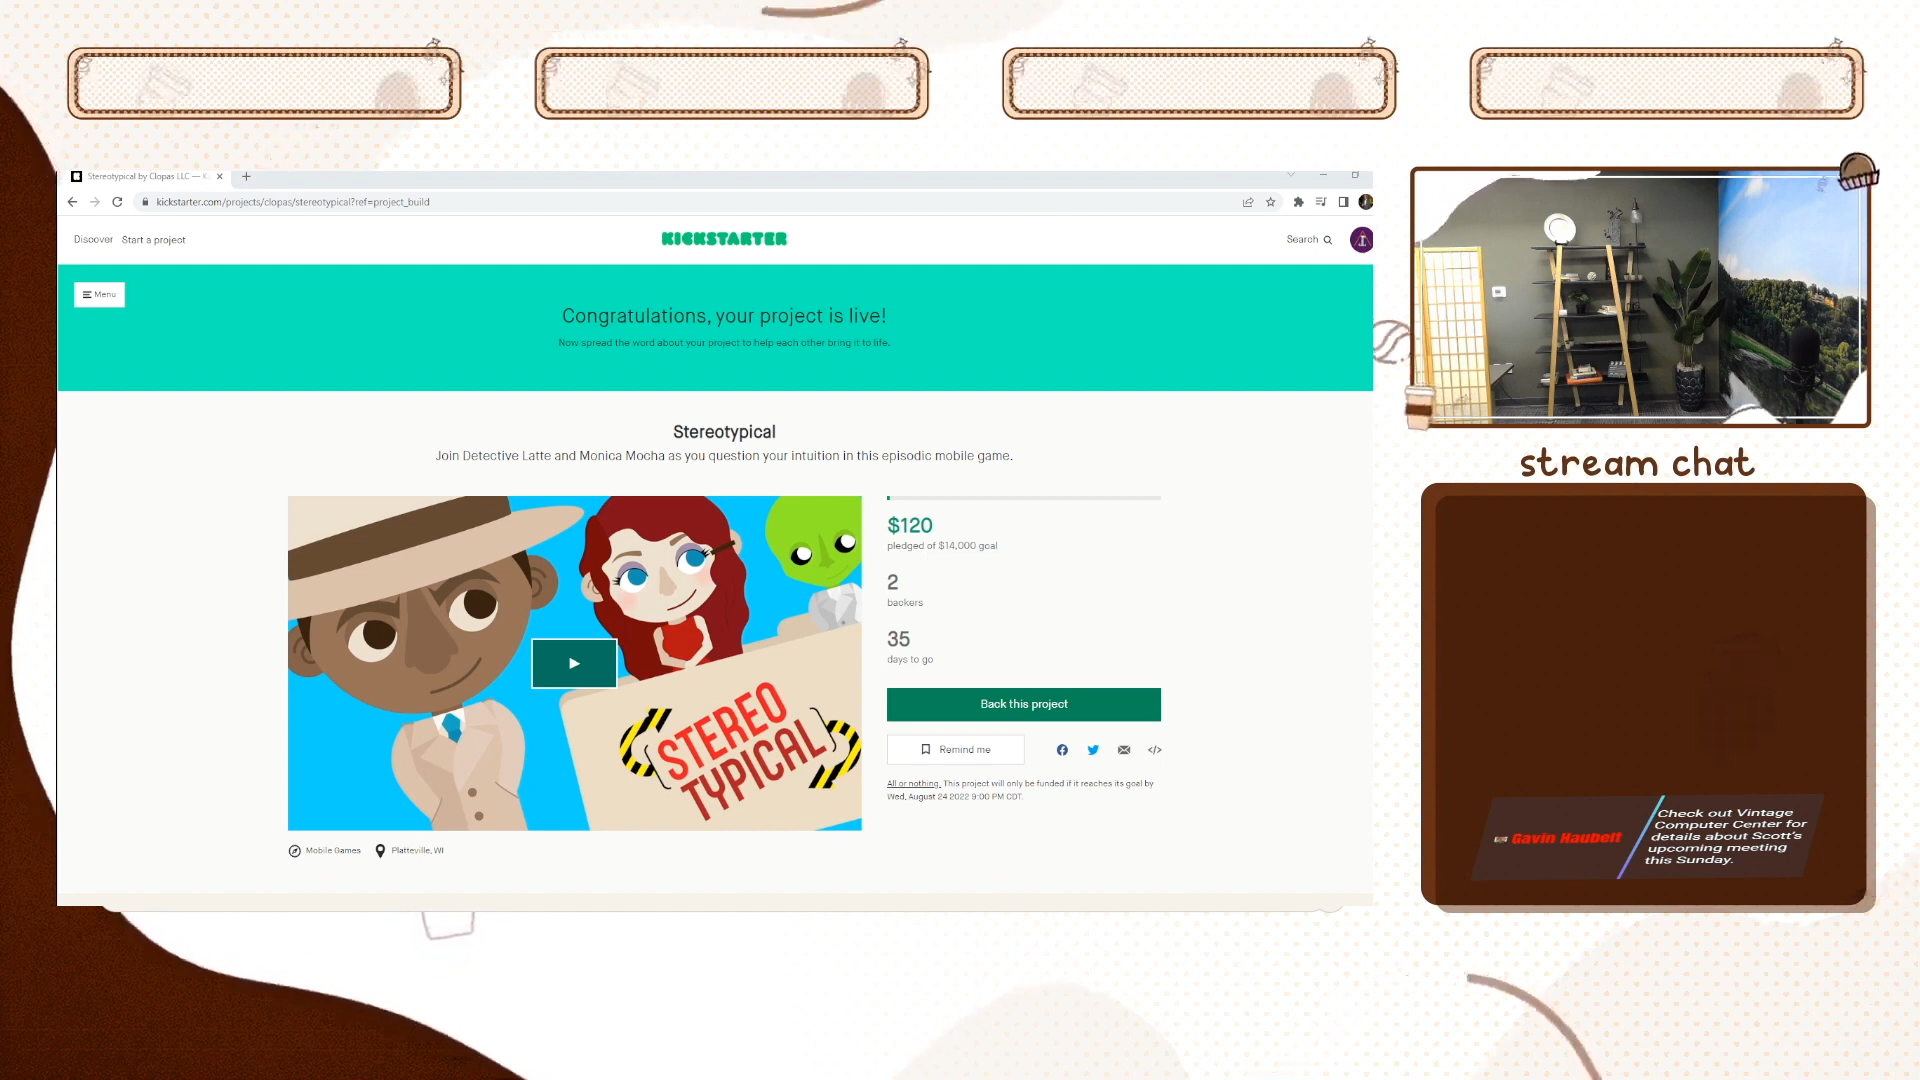 Stereotypical by Clopas LLC — K
kickstarter.com/projects/clopas/stereotypical?ref=project_build
Discover Start a project
KICKSTARTER
Search
Menu
Congratulations, your project is live!
Now spread the word about your project to help each other bring it to life.
Stereotypical
Join Detective Latte and Monica Mocha as you question your intuition in this episodic mobile game.
STEREO
TYPICAL
$120
pledged of $14,000 goal
2
backers
35
days to go
Back this project
Remind me
All or nothing. This project will only be funded if it reaches its goal by
Wed, August 24 2022 9:00 PM CDT.
Mobile Games
Platteville, WI
stream chat
Gavin Haubelt
Check out Vintage
Computer Center for
details about Scott's
upcoming meeting
this Sunday.